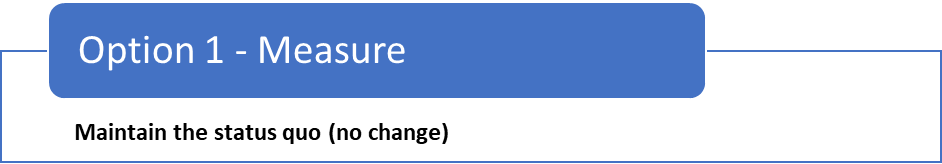 Option 1 - Measure
Maintain the status quo (no change)